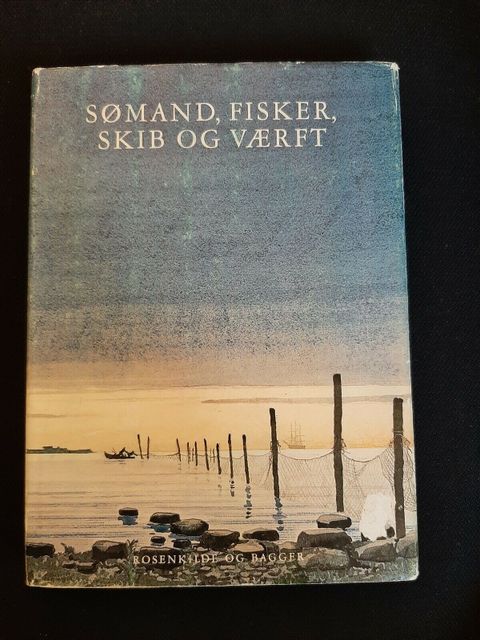 SØMAND, FISKER,
SKIB OG VÆRFT
ROSENKILDE OG BAGGER